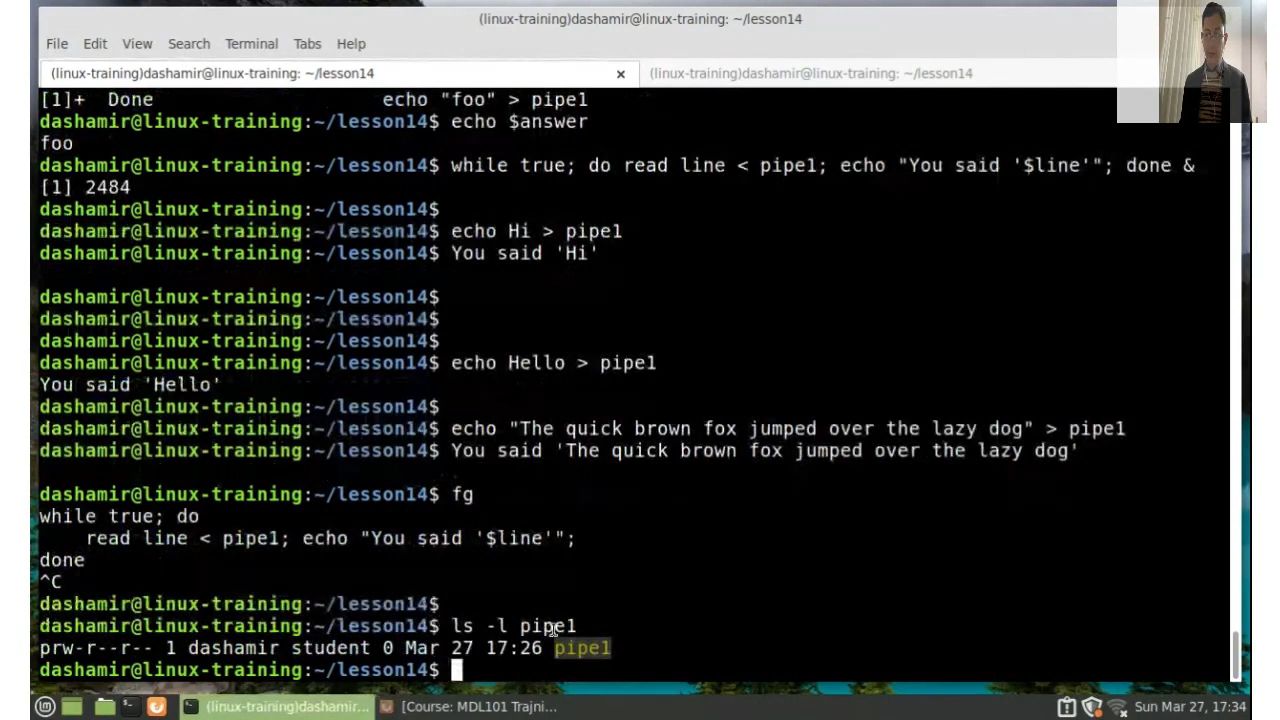 (linux-training)dashamir@linux-training: ~/lesson14
File Edit View Search Terminal Tabs Help
(linux-training)dashamir@linux-training: ~/lesson14 × (linux-training)dashamir@linux-training: ~/lesson14
[1]+  Done                    echo "foo" > pipe1
dashamir@linux-training:~/lesson14$ echo $answer
foo
dashamir@linux-training:~/lesson14$ while true; do read line < pipe1; echo "You said '$line'"; done &
[1] 2484
dashamir@linux-training:~/lesson14$
dashamir@linux-training:~/lesson14$ echo Hi > pipe1
dashamir@linux-training:~/lesson14$ You said 'Hi'
dashamir@linux-training:~/lesson14$
dashamir@linux-training:~/lesson14$
dashamir@linux-training:~/lesson14$
dashamir@linux-training:~/lesson14$ echo Hello > pipe1
You said 'Hello'
dashamir@linux-training:~/lesson14$
dashamir@linux-training:~/lesson14$ echo "The quick brown fox jumped over the lazy dog" > pipe1
dashamir@linux-training:~/lesson14$ You said 'The quick brown fox jumped over the lazy dog'
dashamir@linux-training:~/lesson14$ fg
while true; do
    read line < pipe1; echo "You said '$line'";
done
^C
dashamir@linux-training:~/lesson14$
dashamir@linux-training:~/lesson14$ ls -l pipe1
prw-r--r-- 1 dashamir student 0 Mar 27 17:26 pipe1
dashamir@linux-training:~/lesson14$
(linux-training)dashamir... [Course: MDL101 Trajni... Sun Mar 27, 17:34